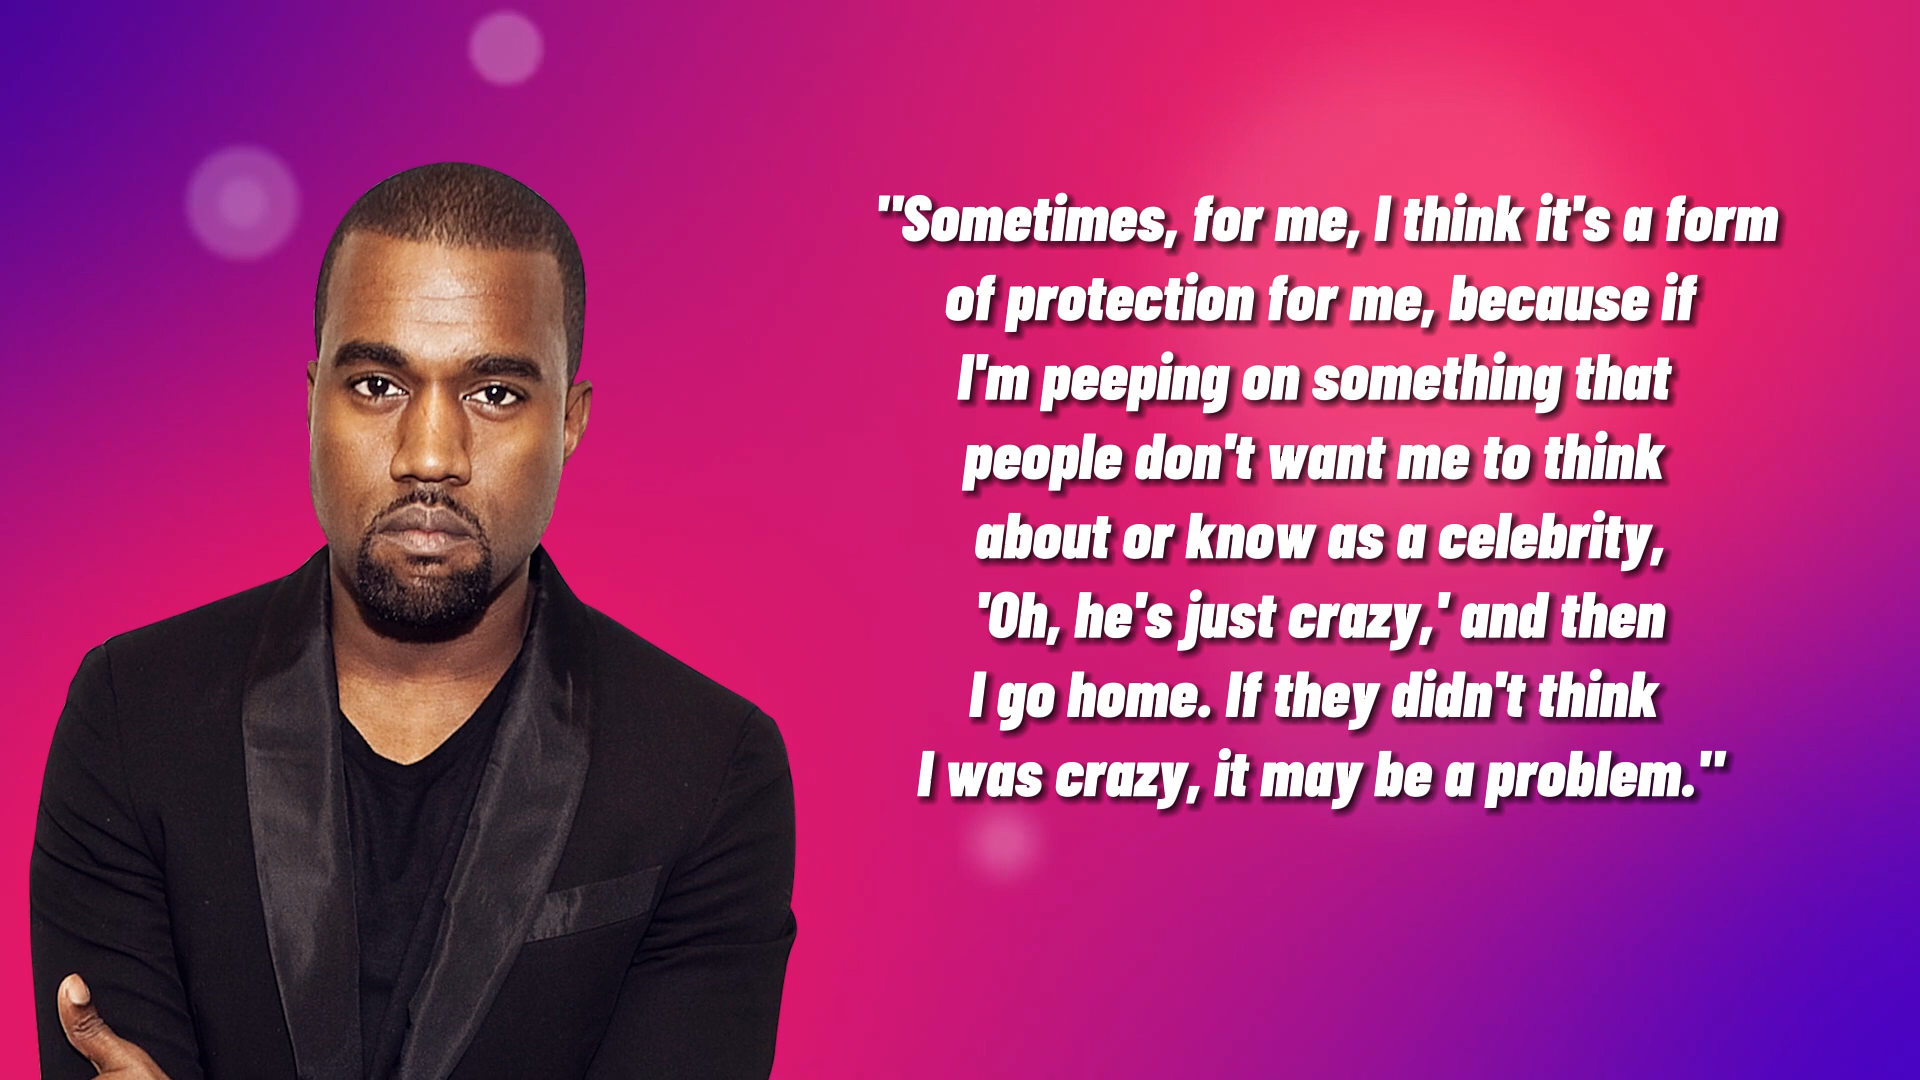 "Sometimes, for me, I think it's a form
of protection for me, because if
I'm peeping on something that
people don't want me to think
about or know as a celebrity,
'Oh, he's just crazy,' and then
I go home. If they didn't think
I was crazy, it may be a problem."